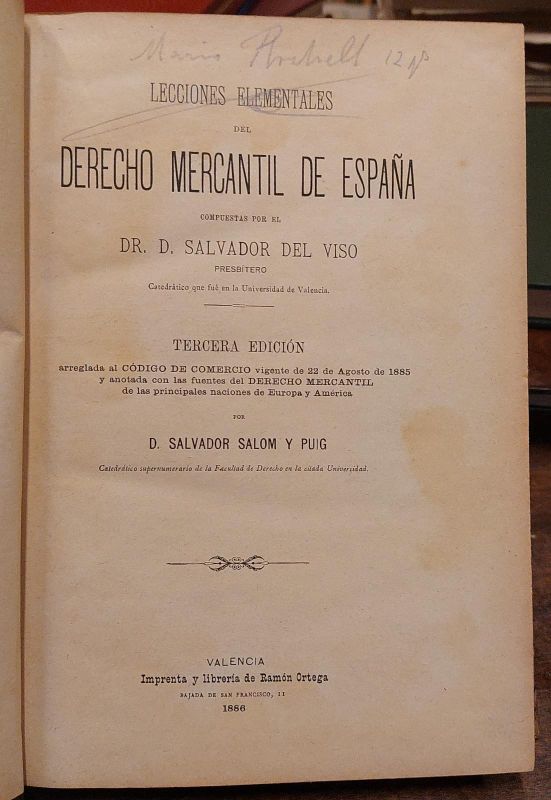 Mario 12 Nº
LECCIONES ELEMENTALES
DEL
DERECHO MERCANTIL DE ESPAÑA
COMPUESTAS POR EL
DR. D. SALVADOR DEL VISO
PRESBÍTERO
Catedrático que fué en la Universidad de Valencia.
TERCERA EDICIÓN
arreglada al CÓDIGO DE COMERCIO vigente de 22 de Agosto de 1885
y anotada con las fuentes del DERECHO MERCANTIL
de las principales naciones de Europa y América
POR
D. SALVADOR SALOM Y PUIG
Catedrático supernumerario de la Facultad de Derecho en la citada Universidad.
VALENCIA
Imprenta y librería de Ramón Ortega
BAJADA DE SAN FRANCISCO, 11
1886